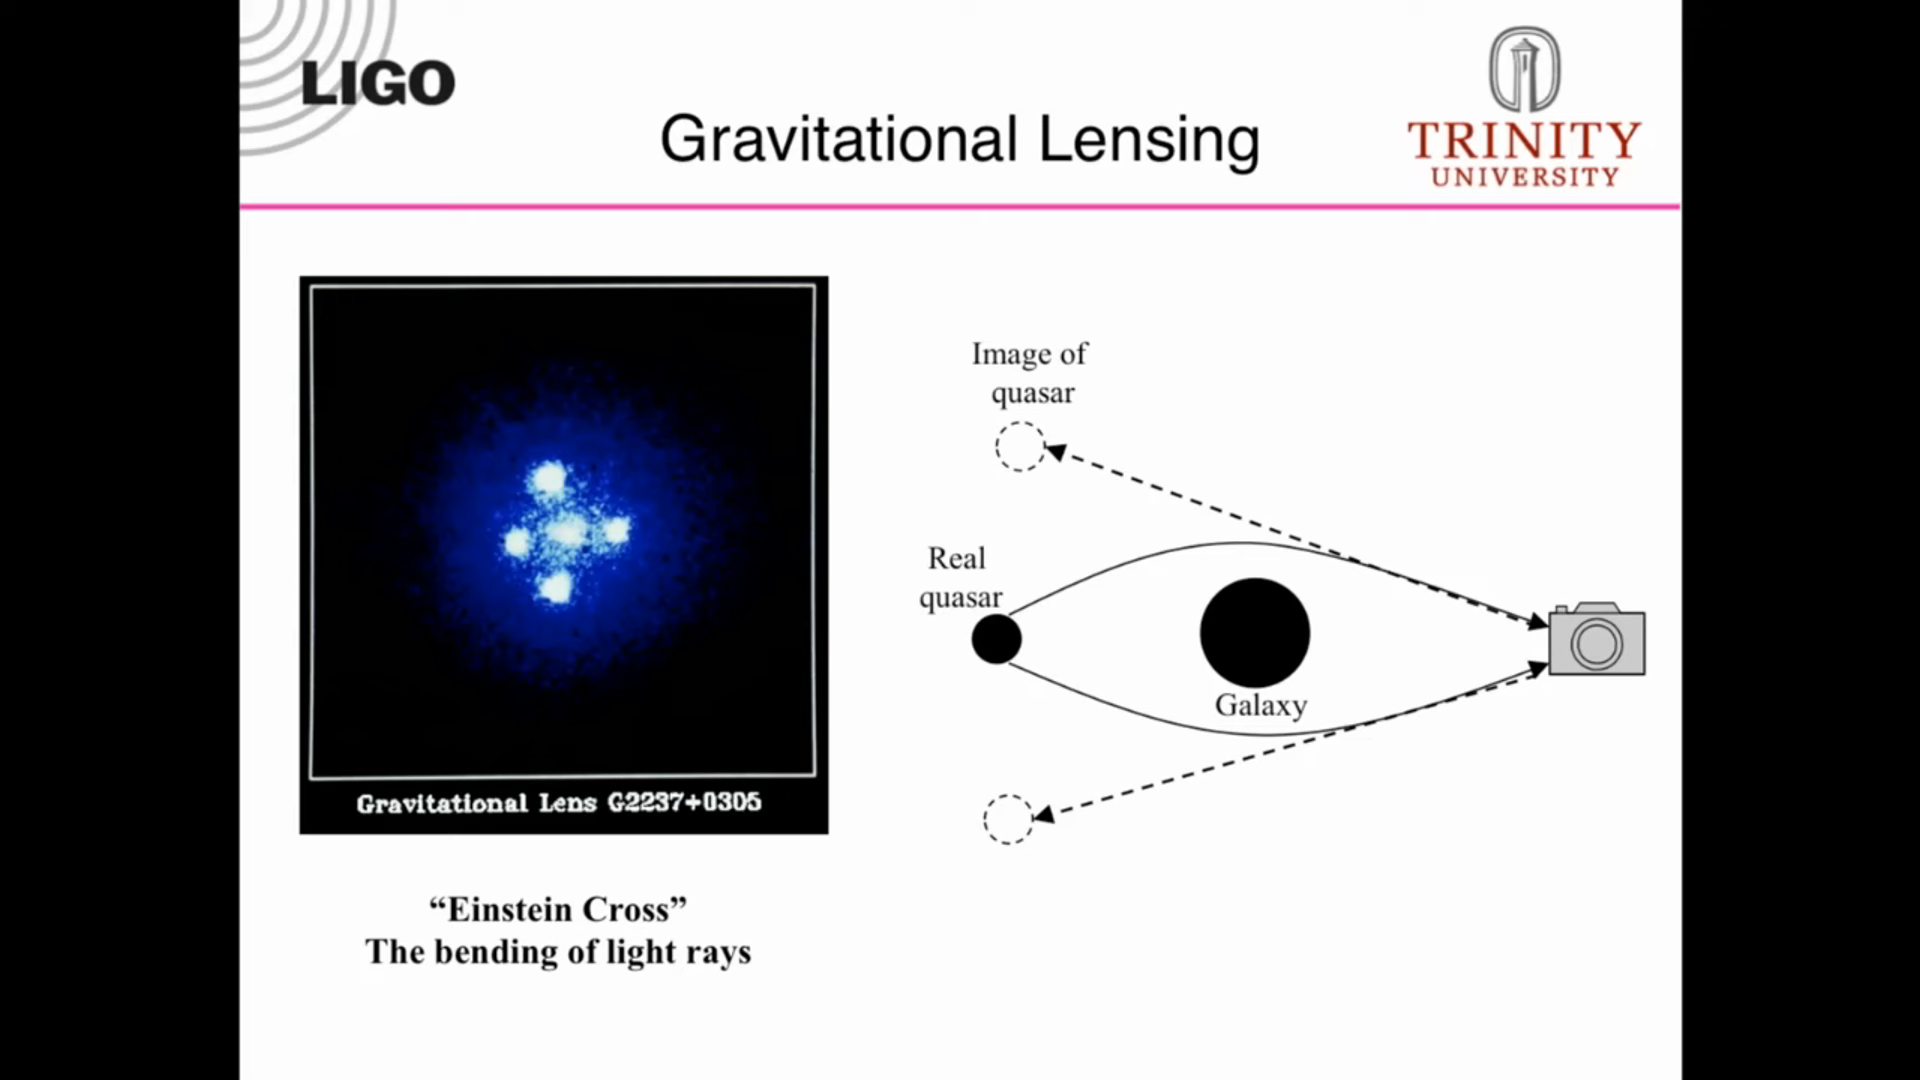 LIGO
Gravitational Lensing
TRINITY
UNIVERSITY
Gravitational Lens G2237+0305
“Einstein Cross”
The bending of light rays
Image of
quasar
Real
quasar
Galaxy